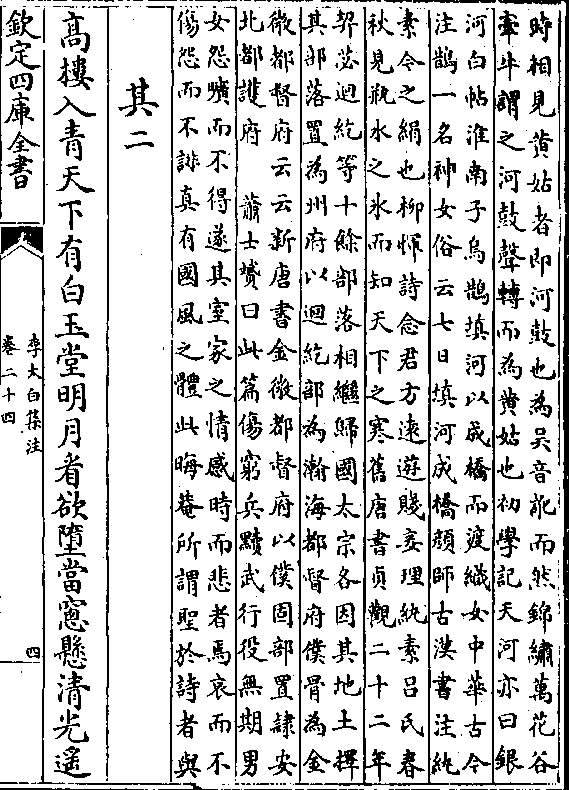 時相見黄姑者即河鼓也為吳音訛而然錦繡萬花谷
牽牛謂之河鼓聲轉而為黄姑也初學記天河亦曰銀
河白帖淮南子烏鵲填河以成橋而渡織女中華古今
注鵲一名神女俗云七日填河成橋顔師古漢書注紈
素今之絹也柳惲詩念君方遠遊賤妾理紈素吕氏春
秋見瓶水之氷而知天下之寒舊唐書貞觀二十二年
契苾迴紇等十餘部落相繼歸國太宗各因其地土擇
其部落置為州府以迴紇部為瀚海都督府僕骨為金
微都督府云云新唐書金微都督府以僕固部置隸安
北都護府 蕭士贇曰此篇傷窮兵黷武行役無期男
女怨曠而不得遂其室家之情感時而悲者焉哀而不
傷怨而不誹真有國風之體此晦菴所謂聖於詩者與
其二
髙樓入青天下有白玉堂明月看欲墮當窻懸清光遥
欽定四庫全書
李太白集注
卷二十四
四